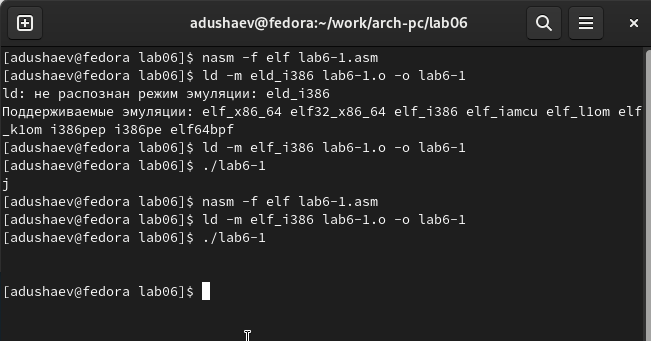 adushaev@fedora:~/work/arch-pc/lab06
[adushaev@fedora lab06]$ nasm -f elf lab6-1.asm
[adushaev@fedora lab06]$ ld -m eld_i386 lab6-1.o -o lab6-1
ld: не распознан режим эмуляции: eld_i386
Поддерживаемые эмуляции: elf_x86_64 elf32_x86_64 elf_i386 elf_iamcu elf_l1om elf
_k1om i386pep i386pe elf64bpf
[adushaev@fedora lab06]$ ld -m elf_i386 lab6-1.o -o lab6-1
[adushaev@fedora lab06]$ ./lab6-1
j
[adushaev@fedora lab06]$ nasm -f elf lab6-1.asm
[adushaev@fedora lab06]$ ld -m elf_i386 lab6-1.o -o lab6-1
[adushaev@fedora lab06]$ ./lab6-1
[adushaev@fedora lab06]$